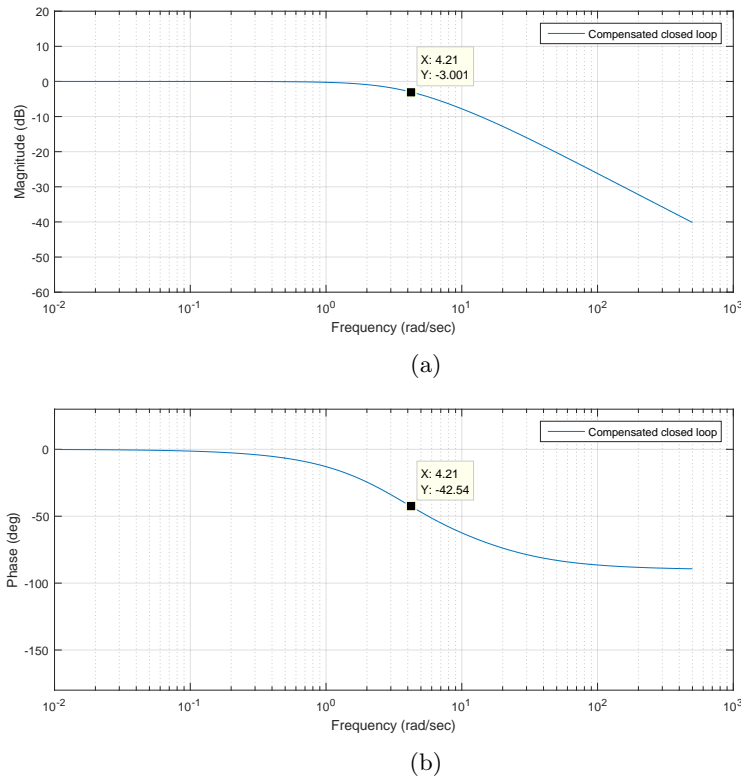 20
10
0
-10
-20
-30
-40
-50
-60
Magnitude (dB)
Compensated closed loop
X: 4.21
Y: -3.001
10^-2
10^-1
10^0
10^1
10^2
10^3
Frequency (rad/sec)
(a)
0
-50
-100
-150
Phase (deg)
Compensated closed loop
X: 4.21
Y: -42.54
10^-2
10^-1
10^0
10^1
10^2
10^3
Frequency (rad/sec)
(b)